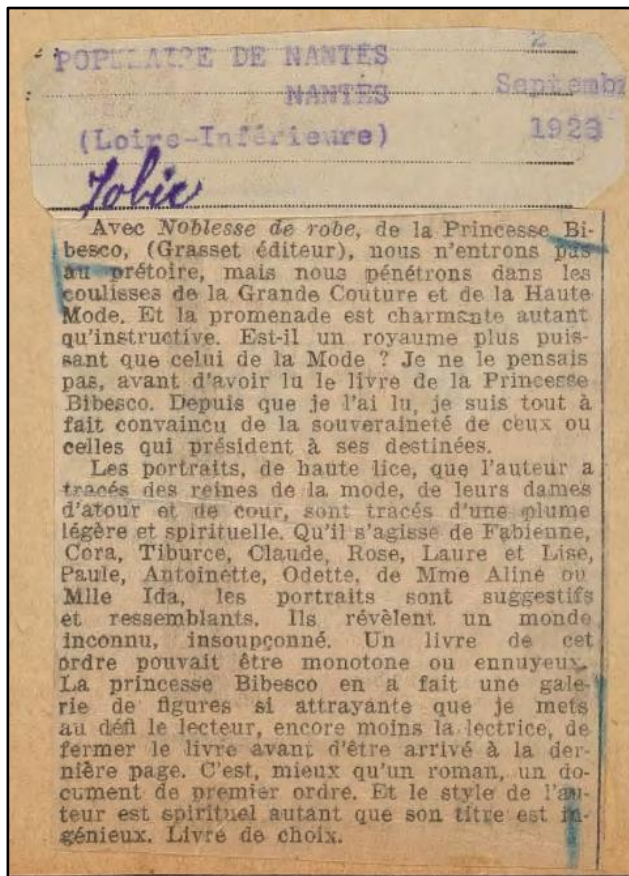 POPULAIRE DE NANTES
NANTES
Septemb
(Loire-Inférieure)
1928
Avec Noblesse de robe, de la Princesse Bi-
besco, (Grasset éditeur), nous n'entrons pas
au prétoire, mais nous pénétrons dans les
coulisses de la Grande Couture et de la Haute
Mode. Et la promenade est charmante autant
qu'instructive. Est-il un royaume plus puis-
sant que celui de la Mode ? Je ne le pensais
pas, avant d'avoir lu le livre de la Princesse
Bibesco. Depuis que je l'ai lu, je suis tout à
fait convaincu de la souveraineté de ceux ou
celles qui président à ses destinées.
Les portraits, de haute lice, que l'auteur a
tracés des reines de la mode, de leurs dames
d'atour et de cour, sont tracés d'une plume
légère et spirituelle. Qu'il s'agisse de Fabienne,
Cora, Tiburce, Claude, Rose, Laure et Lise,
Paule, Antoinette, Odette, de Mme Aline ou
Mlle Ida, les portraits sont suggestifs
et ressemblants. Ils révèlent un monde
inconnu, insoupçonné. Un livre de cet
ordre pouvait être monotone ou ennuyeux.
La princesse Bibesco en a fait une gale-
rie de figures si attrayante que je mets
au défi le lecteur, encore moins la lectrice, de
fermer le livre avant d'être arrivé à la der-
nière page. C'est, mieux qu'un roman, un do-
cument de premier ordre. Et le style de l'au-
teur est spirituel autant que son titre est in-
génieux. Livre de choix.